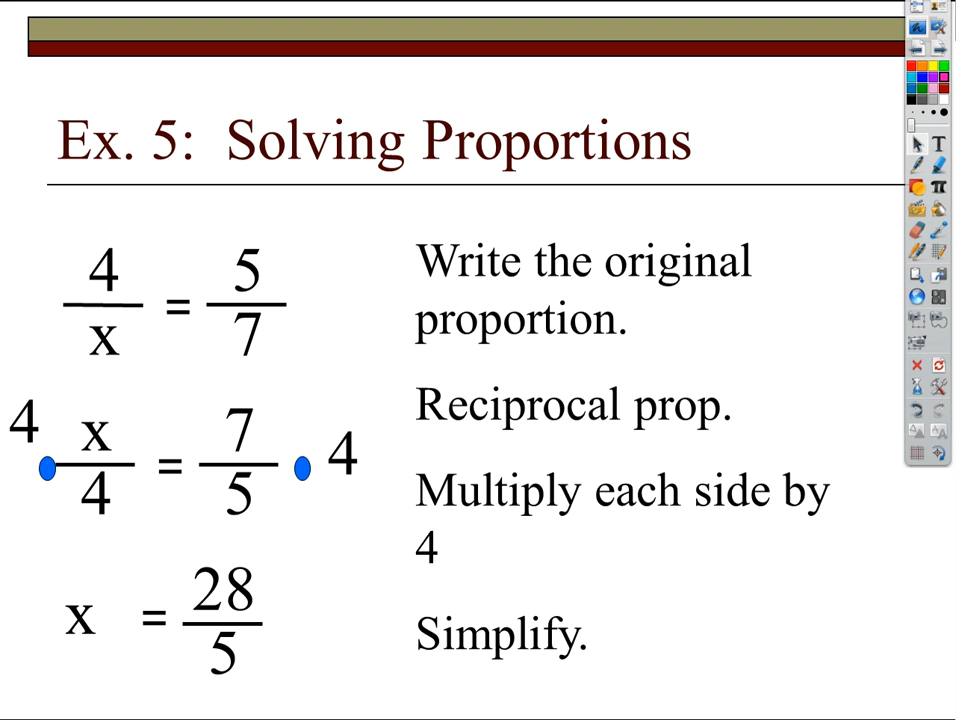 Ex. 5: Solving Proportions
4/x = 5/7
Write the original
proportion.
Reciprocal prop.
4 • x/4 = 7/5 • 4
Multiply each side by
4
x = 28/5
Simplify.
T
π